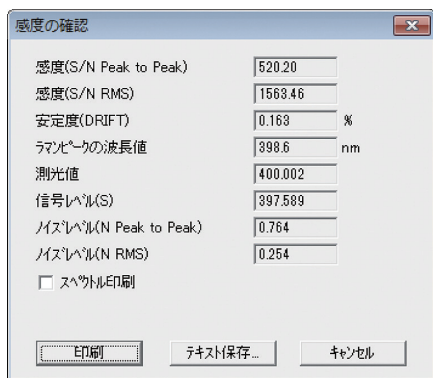 感度の確認
感度(S/N Peak to Peak) 520.20
感度(S/N RMS) 1563.46
安定度(DRIFT) 0.163 %
ﾗﾏﾝﾋﾟｰｸの波長値 398.6 nm
測光値 400.002
信号ﾚﾍﾞﾙ(S) 397.589
ﾉｲｽﾞﾚﾍﾞﾙ(N Peak to Peak) 0.764
ﾉｲｽﾞﾚﾍﾞﾙ(N RMS) 0.254
ｽﾍﾟｸﾄﾙ印刷
印刷 ﾃｷｽﾄ保存... ｷｬﾝｾﾙ